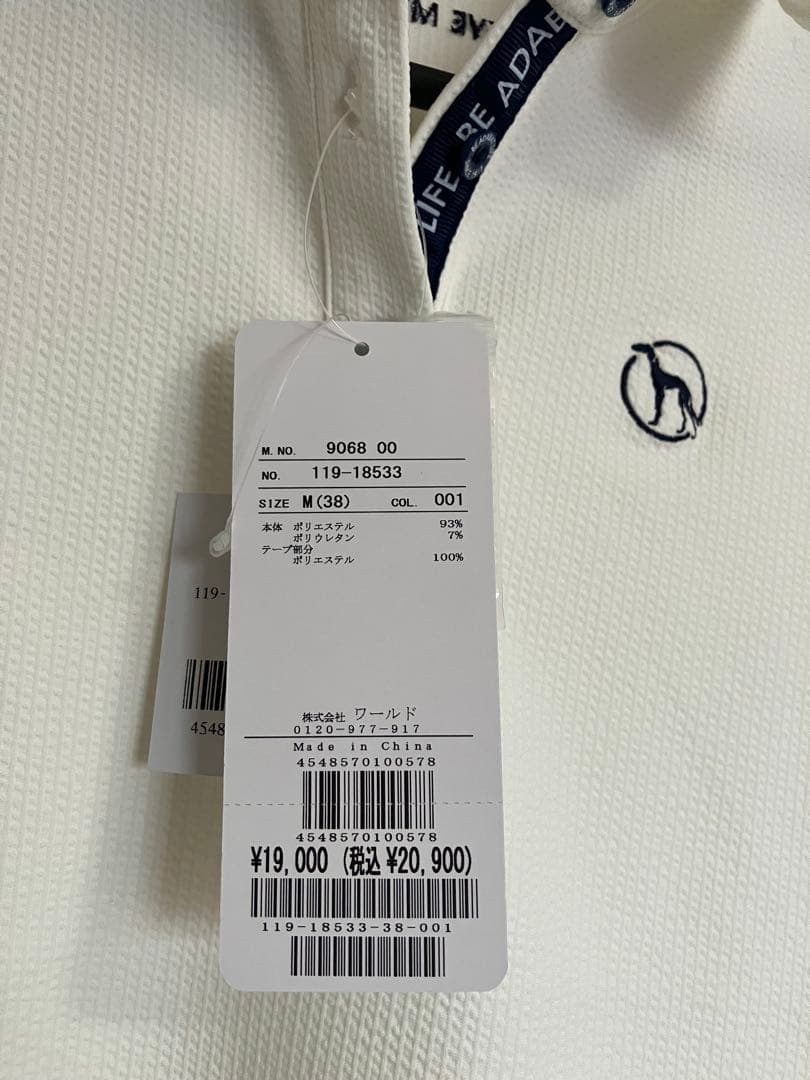 LIFE BE ADAB
M. NO. 9068 00
NO. 119-18533
SIZE M(38) COL. 001
本体 ポリエステル 93%
ポリウレタン 7%
テープ部分
ポリエステル 100%
119-
4548
株式会社 ワールド
0120-977-917
Made in China
4548570100578
4548570100578
¥19,000 (税込¥20,900)
119-18533-38-001